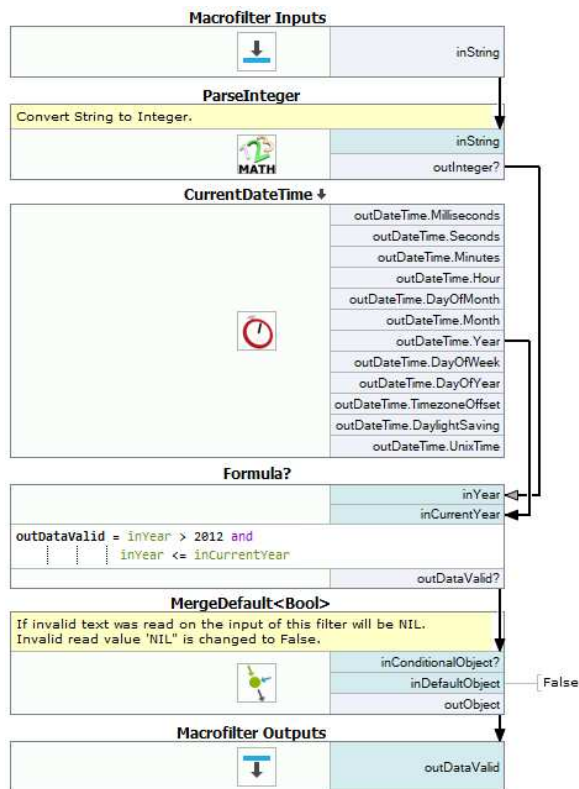 Macrofilter Inputs
inString
ParseInteger
Convert String to Integer.
inString
MATH
outInteger?
CurrentDateTime
outDateTime.Milliseconds
outDateTime.Seconds
outDateTime.Minutes
outDateTime.Hour
outDateTime.DayOfMonth
outDateTime.Month
outDateTime.Year
outDateTime.DayOfWeek
outDateTime.DayOfYear
outDateTime.TimezoneOffset
outDateTime.DaylightSaving
outDateTime.UnixTime
Formula?
inYear
inCurrentYear
outDataValid = inYear > 2012 and
inYear <= inCurrentYear
outDataValid?
MergeDefault<Bool>
If invalid text was read on the input of this filter will be NIL.
Invalid read value 'NIL" is changed to False.
inConditionalObject?
inDefaultObject False
outObject
Macrofilter Outputs
outDataValid